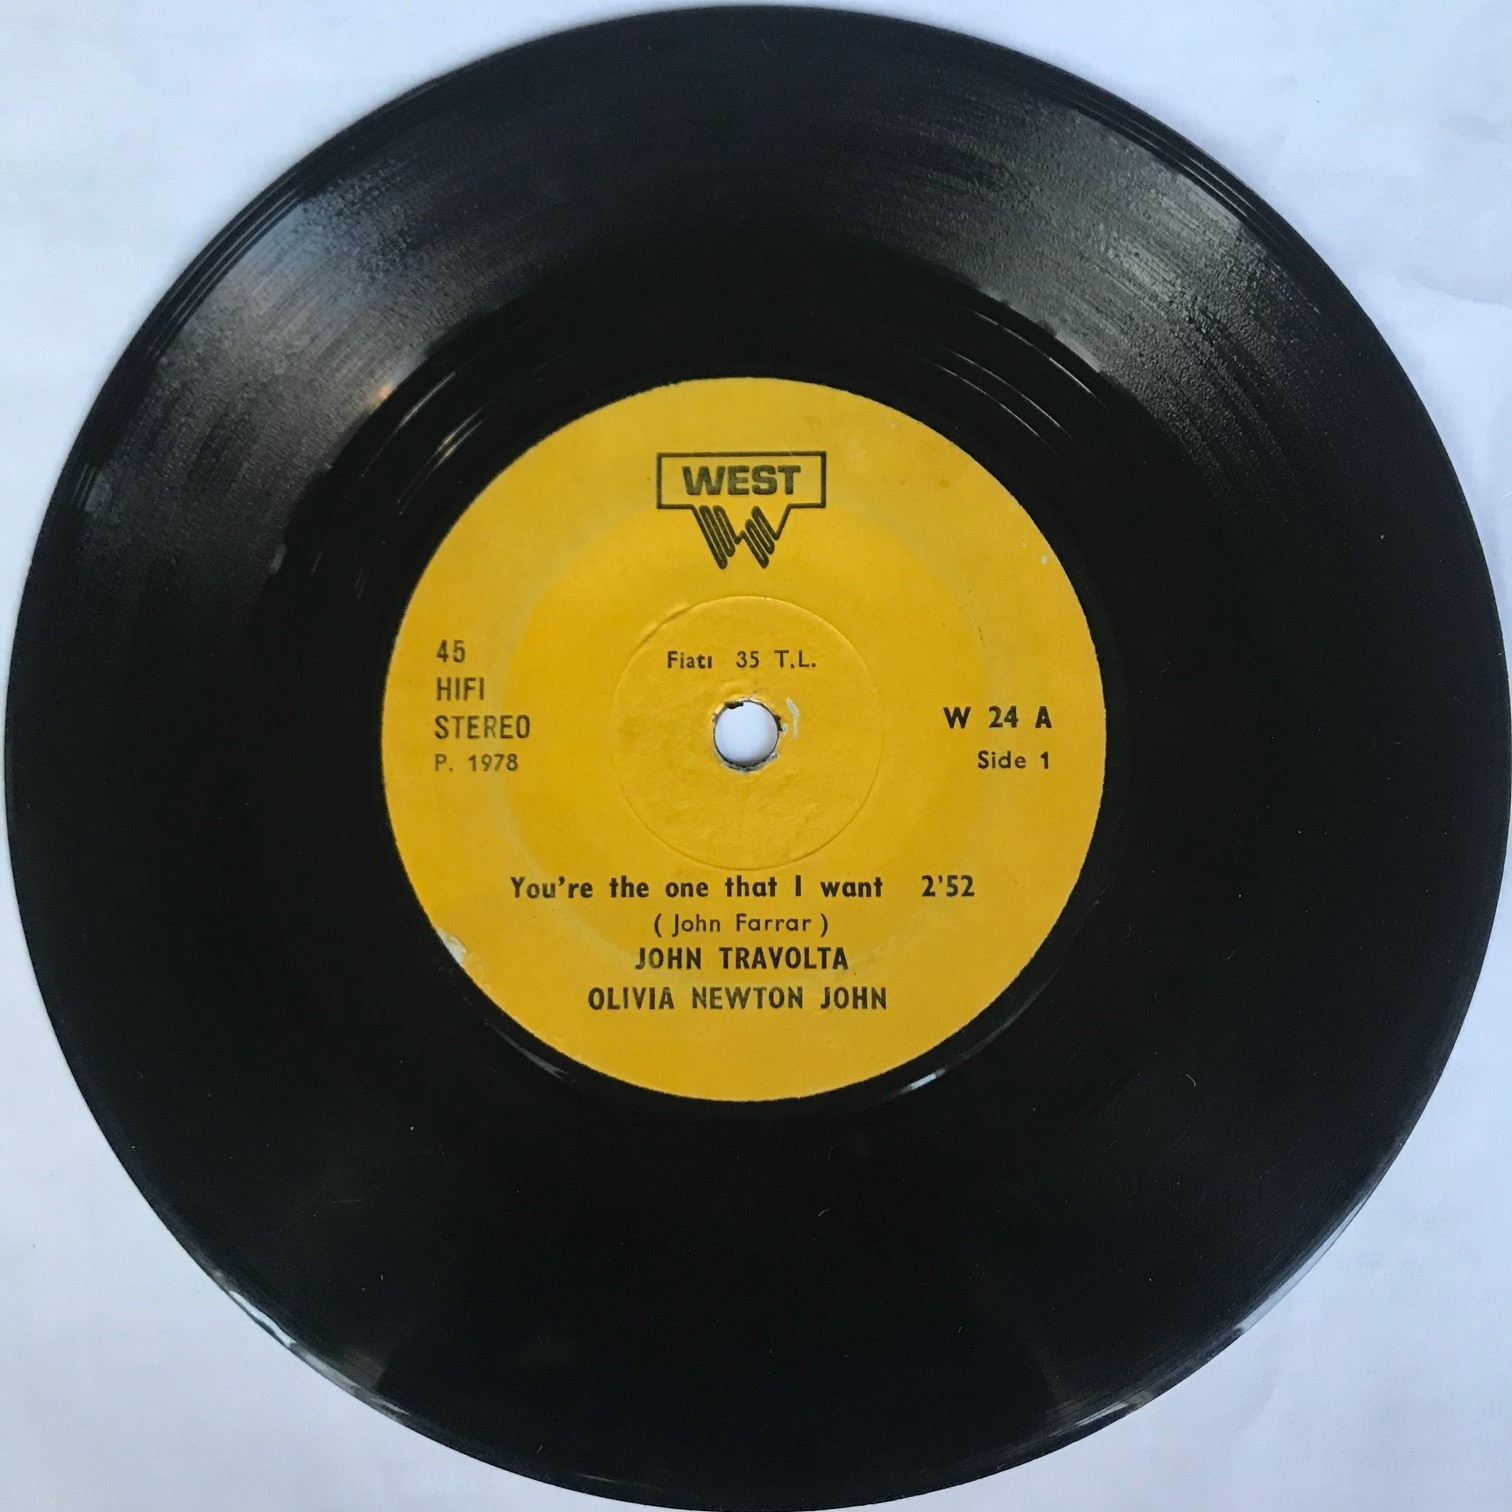 WEST
Fiatı 35 T.L.
45
HIFI
STEREO
P. 1978
W 24 A
Side 1
You're the one that I want 2'52
( John Farrar )
JOHN TRAVOLTA
OLIVIA NEWTON JOHN